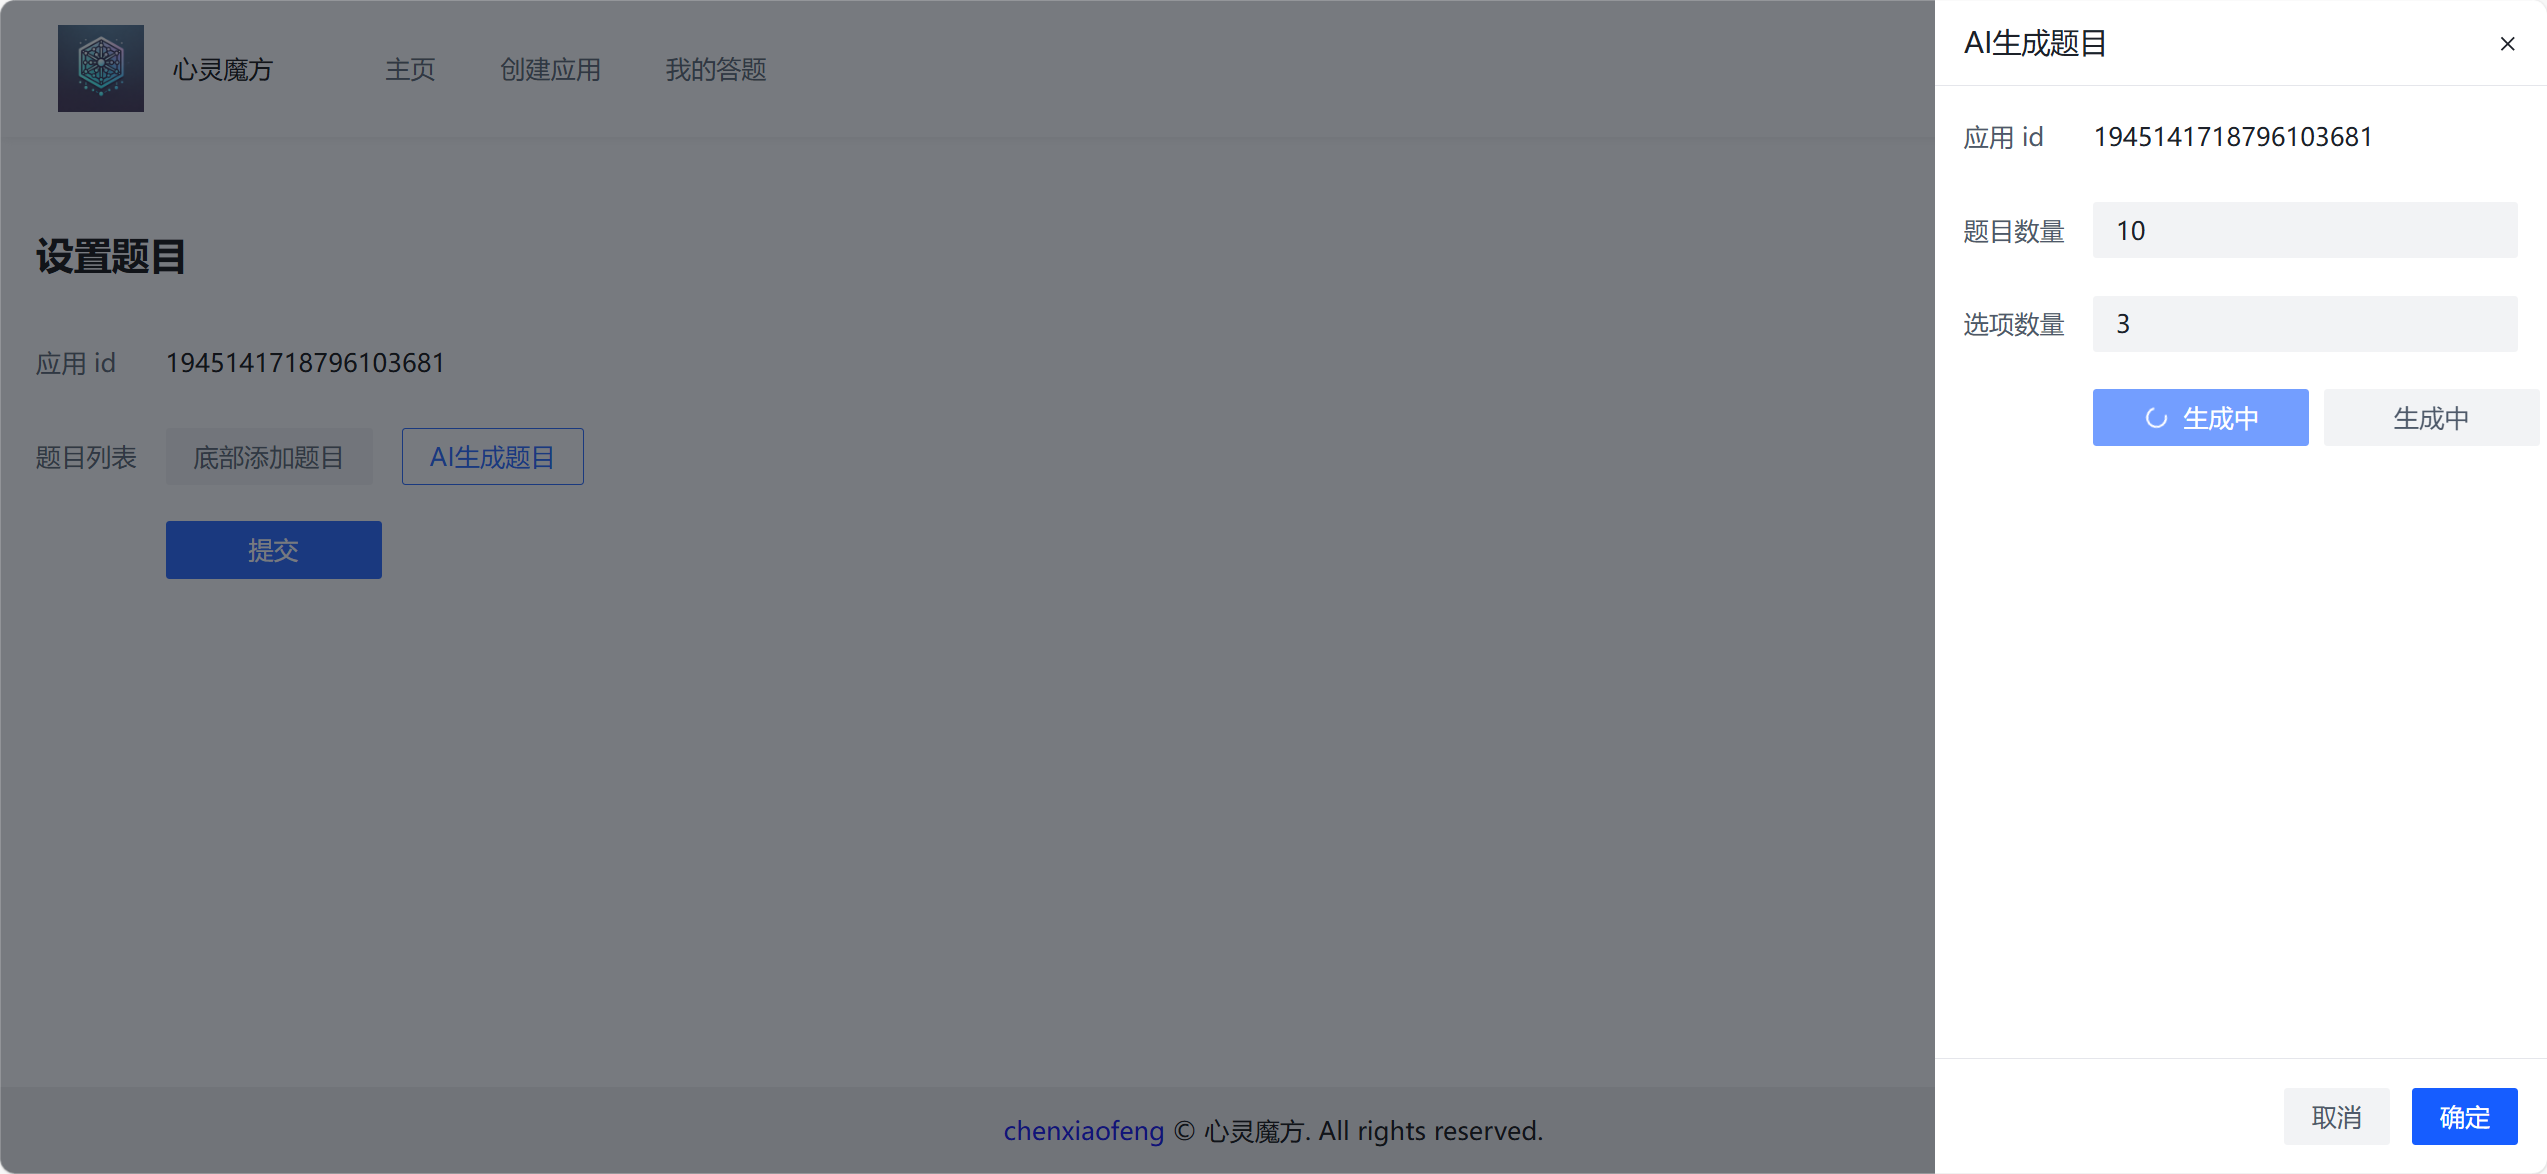 心灵魔方 主页 创建应用 我的答题
设置题目
应用 id 1945141718796103681
题目列表 底部添加题目 AI生成题目
提交
chenxiaofeng © 心灵魔方. All rights reserved.
AI生成题目
应用 id 1945141718796103681
题目数量 10
选项数量 3
生成中 生成中
取消 确定